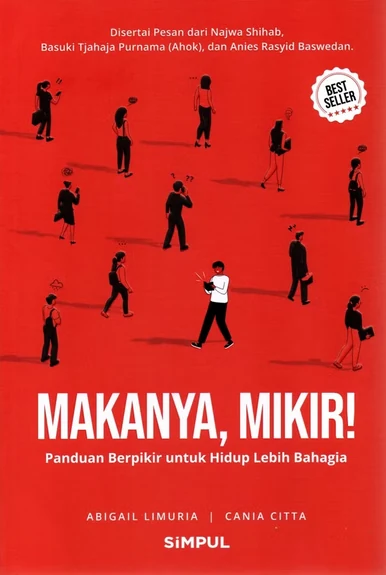 Disertai Pesan dari Najwa Shihab,
Basuki Tjahaja Purnama (Ahok), dan Anies Rasyid Baswedan.
BEST
SELLER
MAKANYA, MIKIR!
Panduan Berpikir untuk Hidup Lebih Bahagia
ABIGAIL LIMURIA | CANIA CITTA
SiMPUL